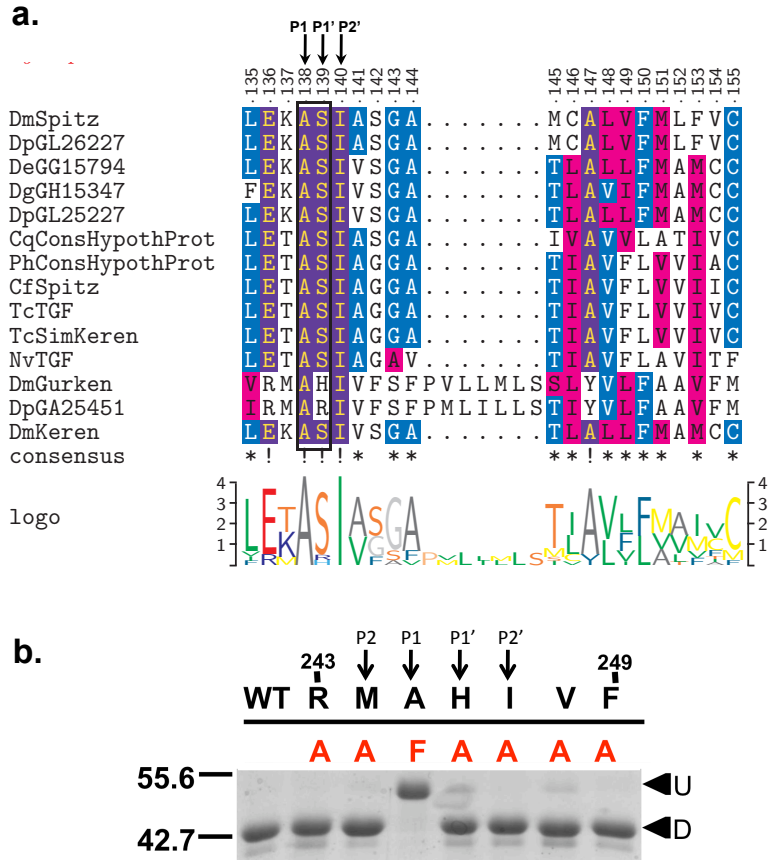 a.
P1 P1' P2'
135 136 137 138 139 140 141 142 143 144 145 146 147 148 149 150 151 152 153 154 155
DmSpitz LEKASIASGA.......MCALVFMLFVC
DpGL26227 LEKASIASGA.......MCALVFMLFVC
DeGG15794 LEKASIVSGA.......TLALLFMAMCC
DgGH15347 FEKASIVSGA.......TLAVIFMAMCC
DpGL25227 LEKASIVSGA.......TLALLFMAMCC
CqConsHypothProt LETASIASGA.......IVAVVLATIVC
PhConsHypothProt LETASIAGGA.......TIAVFLVVIAC
CfSpitz LETASIAGGA.......TIAVFLVVIIC
TcTGF LETASIAGGA.......TIAVFLVVIVC
TcSimKeren LETASIAGGA.......TIAVFLVVIVC
NvTGF LETASIAGAV.......TIAVFLAVITF
DmGurken VRMAHIVFSFPVLLMLSSLYVLFAAVFM
DpGA25451 IRMARIVFSFPMLILLSTIYVLFAAVFM
DmKeren LEKASIVSGA.......TLALLFMAMCC
consensus *! !!!* ** **!**** * *
logo
4 3 2 1 LETASIASGA TIAVFFMAIVC 4 3 2 1
b.
P2 P1 P1' P2'
243 249
WT R M A H I V F
A A F A A A A
55.6 U
42.7 D